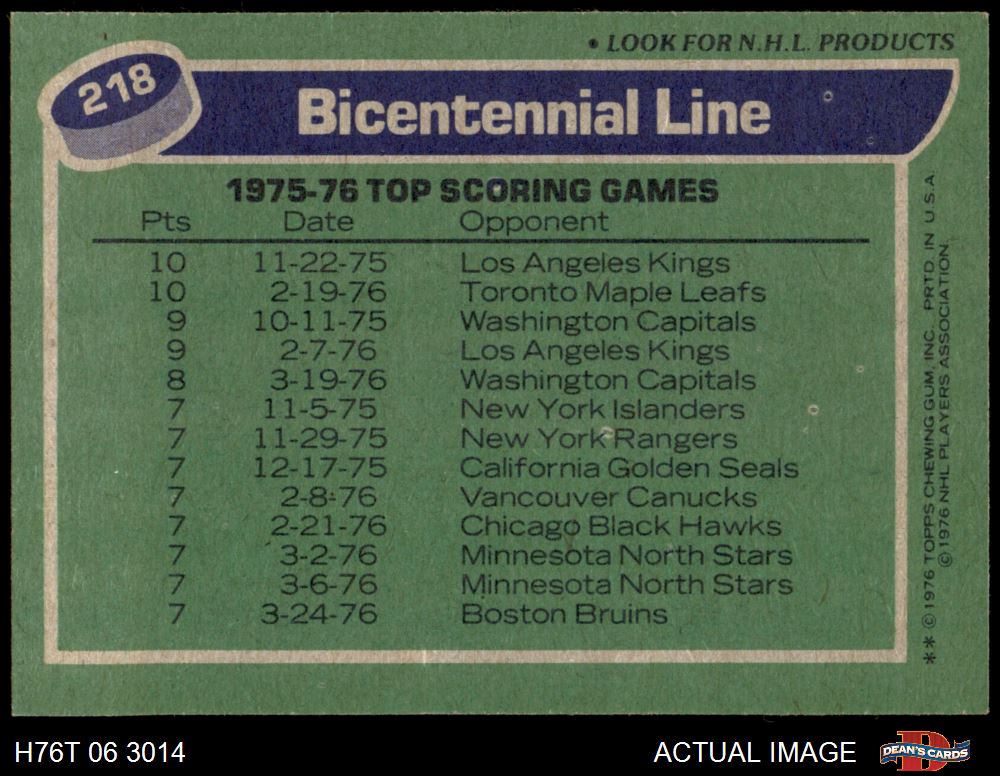 • LOOK FOR N.H.L. PRODUCTS
218
Bicentennial Line
1975-76 TOP SCORING GAMES
Pts Date Opponent
10 11-22-75 Los Angeles Kings
10 2-19-76 Toronto Maple Leafs
9 10-11-75 Washington Capitals
9 2-7-76 Los Angeles Kings
8 3-19-76 Washington Capitals
7 11-5-75 New York Islanders
7 11-29-75 New York Rangers
7 12-17-75 California Golden Seals
7 2-8-76 Vancouver Canucks
7 2-21-76 Chicago Black Hawks
7 3-2-76 Minnesota North Stars
7 3-6-76 Minnesota North Stars
7 3-24-76 Boston Bruins
** © 1976 TOPPS CHEWING GUM, INC. PRTD. IN U.S.A.
© 1976 NHL PLAYERS ASSOCIATION.
H76T 06 3014
ACTUAL IMAGE
D
DEAN'S CARDS